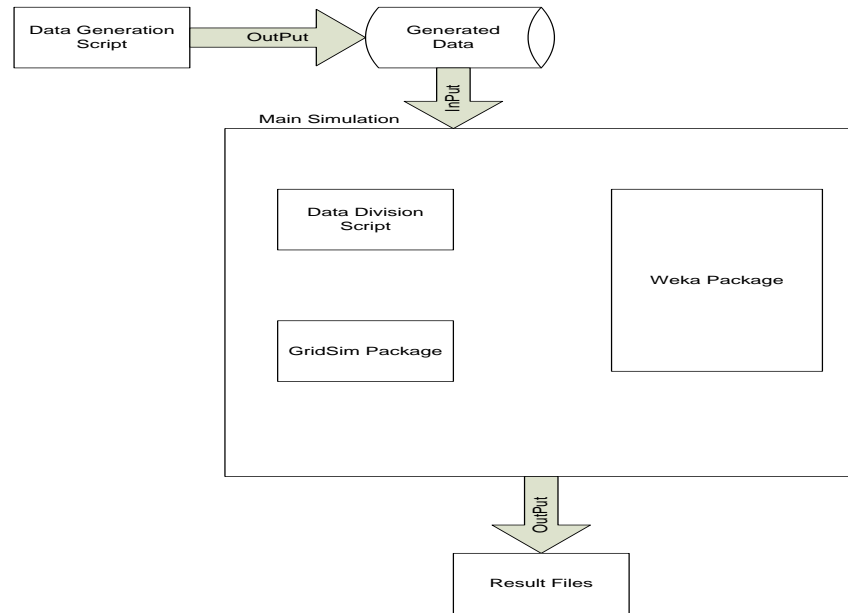 Data Generation
Script
OutPut
Generated
Data
InPut
Main Simulation
Data Division
Script
Weka Package
GridSim Package
OutPut
Result Files